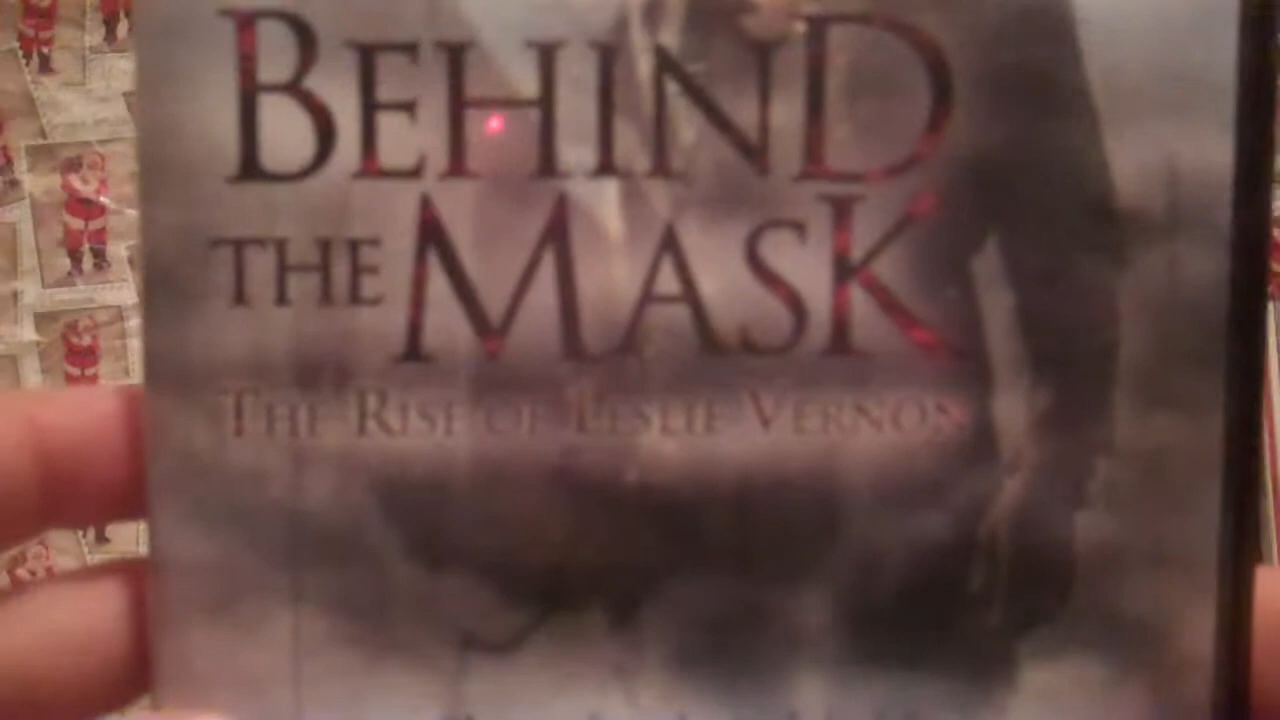 BEHIND
THE MASK
THE RISE OF LESLIE VERNON